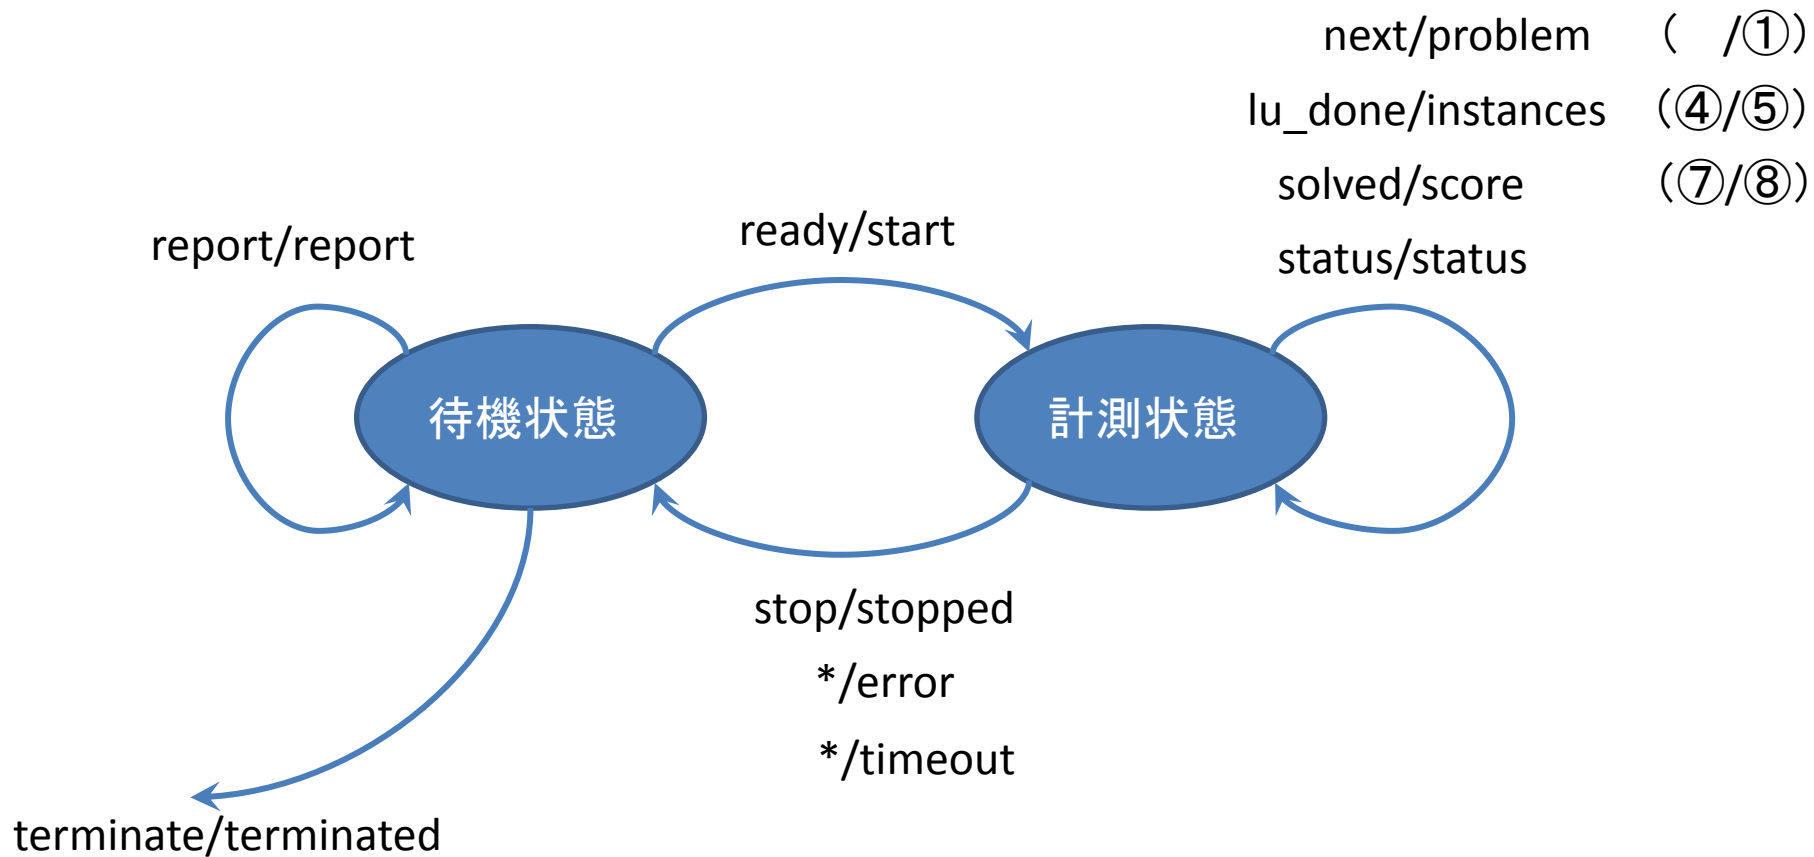 next/problem ( /①)
lu_done/instances (④/⑤)
solved/score (⑦/⑧)
status/status
ready/start
report/report
待機状態
計測状態
stop/stopped
*/error
*/timeout
terminate/terminated